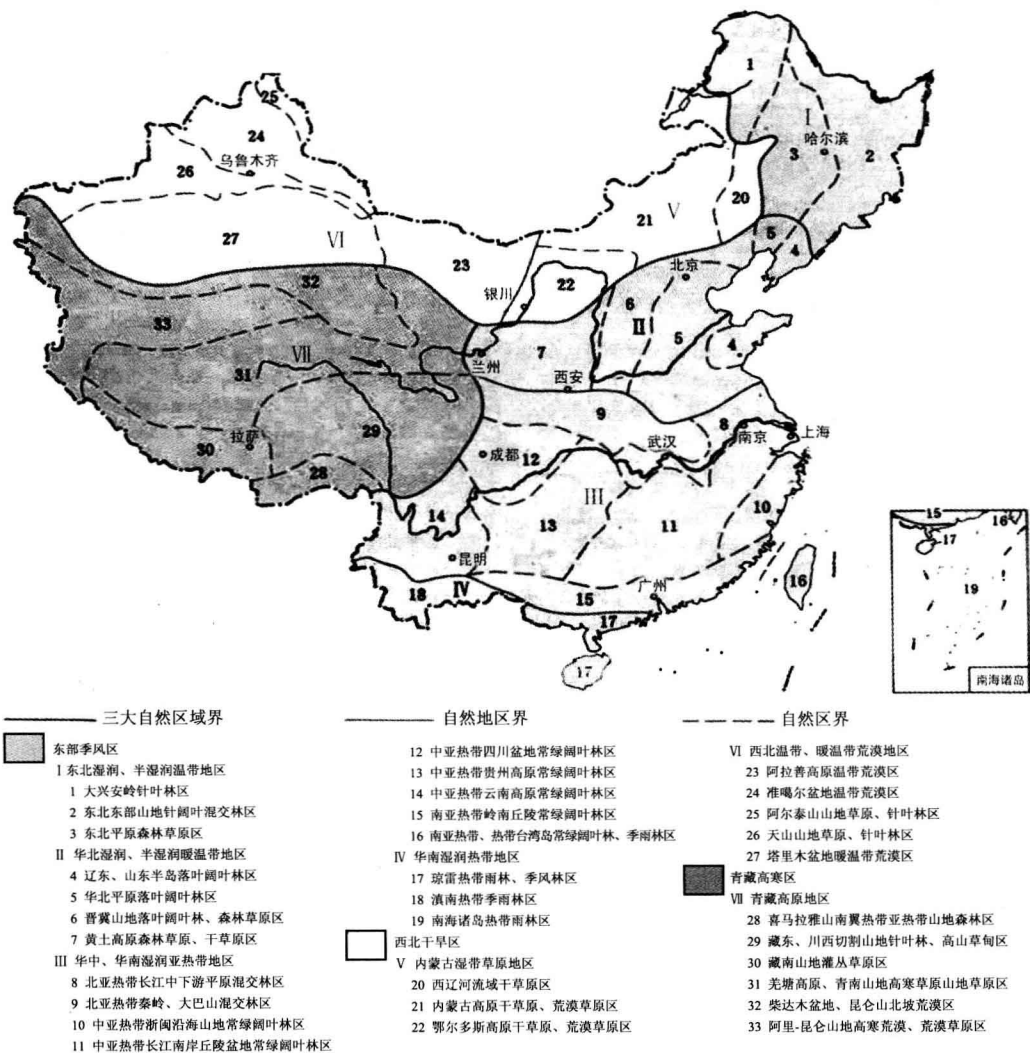 25
24
乌鲁木齐
26
27
Ⅵ
23
银川
22
21
Ⅴ
20
1
Ⅰ
哈尔滨
3
2
5
4
北京
6
Ⅱ
5
4
7
兰州
西安
32
33
Ⅶ
31
拉萨
30
28
29
9
8
武汉
南京
上海
成都
12
Ⅲ
14
13
11
10
昆明
18
Ⅳ
15
广州
17
16
17
15
16
17
19
南海诸岛
三大自然区域界
自然地区界
自然区界
东部季风区
Ⅰ 东北湿润、半湿润温带地区
1 大兴安岭针叶林区
2 东北东部山地针阔叶混交林区
3 东北平原森林草原区
Ⅱ 华北湿润、半湿润暖温带地区
4 辽东、山东半岛落叶阔叶林区
5 华北平原落叶阔叶林区
6 晋冀山地落叶阔叶林、森林草原区
7 黄土高原森林草原、干草原区
Ⅲ 华中、华南湿润亚热带地区
8 北亚热带长江中下游平原混交林区
9 北亚热带秦岭、大巴山混交林区
10 中亚热带浙闽沿海山地常绿阔叶林区
11 中亚热带长江南岸丘陵盆地常绿阔叶林区
12 中亚热带四川盆地常绿阔叶林区
13 中亚热带贵州高原常绿阔叶林区
14 中亚热带云南高原常绿阔叶林区
15 南亚热带岭南丘陵常绿阔叶林区
16 南亚热带、热带台湾岛常绿阔叶林、季雨林区
Ⅳ 华南湿润热带地区
17 琼雷热带雨林、季风林区
18 滇南热带季雨林区
19 南海诸岛热带雨林区
西北干旱区
Ⅴ 内蒙古湿带草原地区
20 西辽河流域干草原区
21 内蒙古高原干草原、荒漠草原区
22 鄂尔多斯高原干草原、荒漠草原区
Ⅵ 西北温带、暖温带荒漠地区
23 阿拉善高原温带荒漠区
24 准噶尔盆地温带荒漠区
25 阿尔泰山山地草原、针叶林区
26 天山山地草原、针叶林区
27 塔里木盆地暖温带荒漠区
青藏高寒区
Ⅶ 青藏高原地区
28 喜马拉雅山南翼热带亚热带山地森林区
29 藏东、川西切割山地针叶林、高山草甸区
30 藏南山地灌丛草原区
31 羌塘高原、青南山地高寒草原山地草原区
32 柴达木盆地、昆仑山北坡荒漠区
33 阿里-昆仑山地高寒荒漠、荒漠草原区